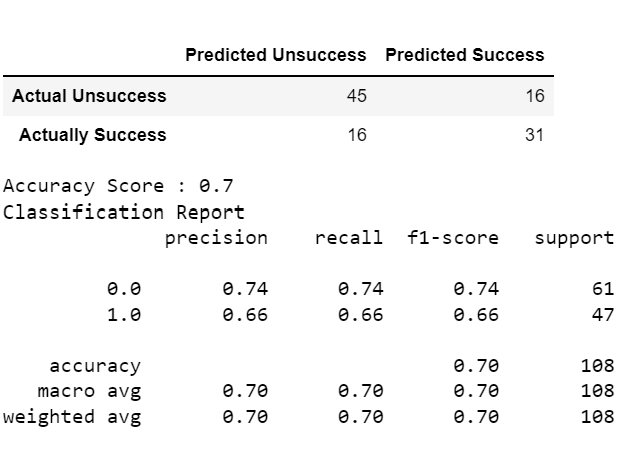 Predicted Unsuccess Predicted Success
Actual Unsuccess 45 16
Actually Success 16 31
Accuracy Score : 0.7
Classification Report
precision recall f1-score support
0.0 0.74 0.74 0.74 61
1.0 0.66 0.66 0.66 47
accuracy 0.70 108
macro avg 0.70 0.70 0.70 108
weighted avg 0.70 0.70 0.70 108